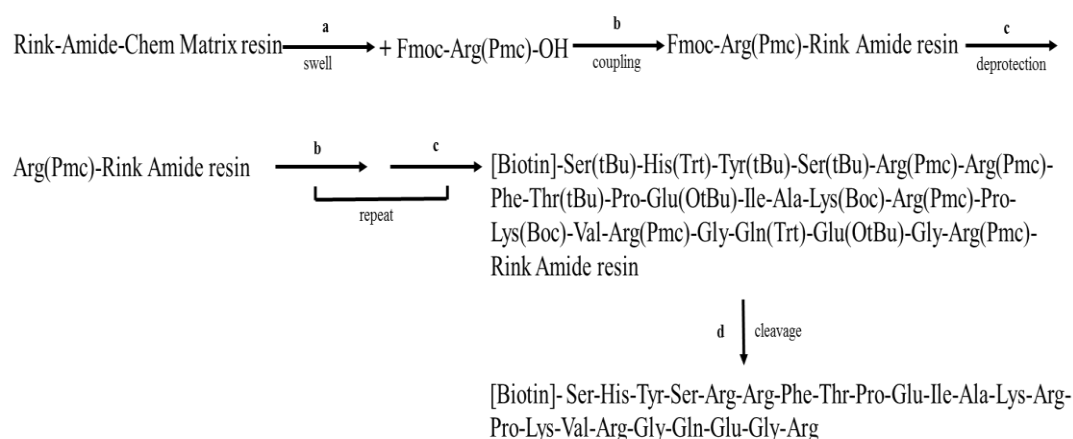 a
Rink-Amide-Chem Matrix resin + Fmoc-Arg(Pmc)-OH Fmoc-Arg(Pmc)-Rink Amide resin
swell
b
coupling
c
deprotection
Arg(Pmc)-Rink Amide resin
b
c
repeat
[Biotin]-Ser(tBu)-His(Trt)-Tyr(tBu)-Ser(tBu)-Arg(Pmc)-Arg(Pmc)-
Phe-Thr(tBu)-Pro-Glu(OtBu)-Ile-Ala-Lys(Boc)-Arg(Pmc)-Pro-
Lys(Boc)-Val-Arg(Pmc)-Gly-Gln(Trt)-Glu(OtBu)-Gly-Arg(Pmc)-
Rink Amide resin
d cleavage
[Biotin]- Ser-His-Tyr-Ser-Arg-Arg-Phe-Thr-Pro-Glu-Ile-Ala-Lys-Arg-
Pro-Lys-Val-Arg-Gly-Gln-Glu-Gly-Arg